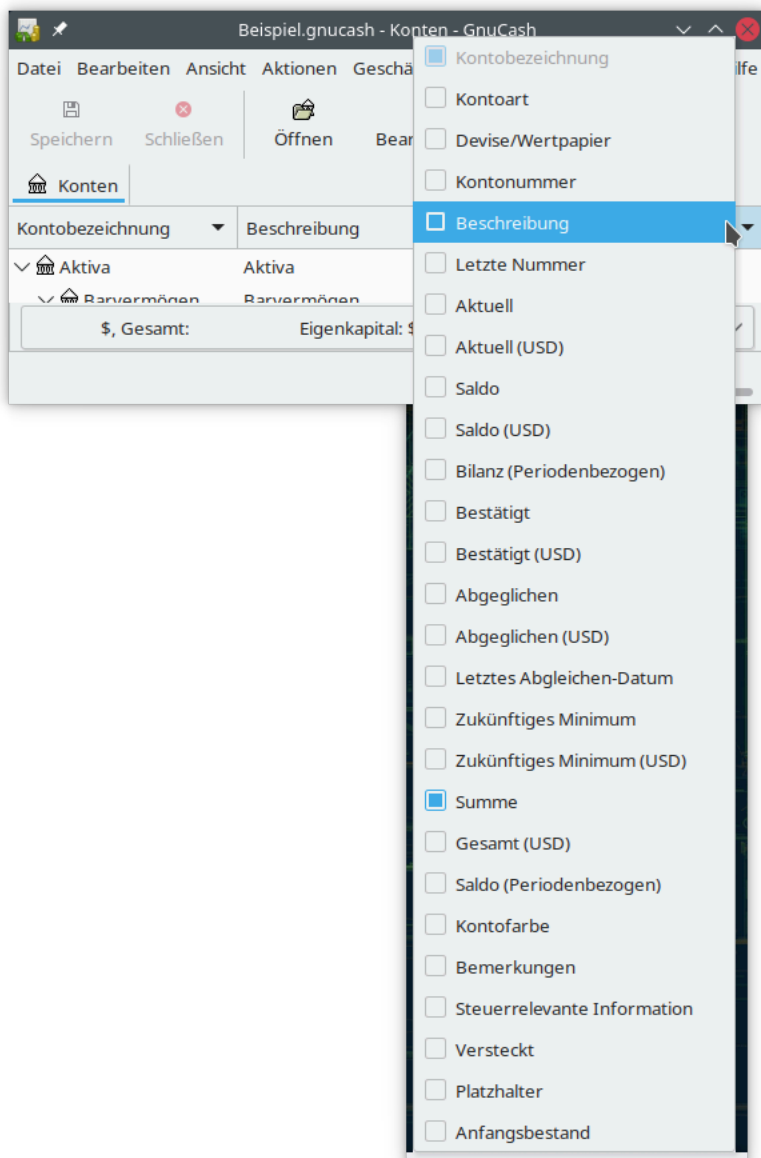 Beispiel.gnucash - Konten - GnuCash
Datei Bearbeiten Ansicht Aktionen
Speichern Schließen Öffnen
Konten
Kontobezeichnung Beschreibung
Aktiva Aktiva
Barvermögen Barvermögen
$, Gesamt: Eigenkapital:
Kontobezeichnung
Kontoart
Devise/Wertpapier
Kontonummer
Beschreibung
Letzte Nummer
Aktuell
Aktuell (USD)
Saldo
Saldo (USD)
Bilanz (Periodenbezogen)
Bestätigt
Bestätigt (USD)
Abgeglichen
Abgeglichen (USD)
Letztes Abgleichen-Datum
Zukünftiges Minimum
Zukünftiges Minimum (USD)
Summe
Gesamt (USD)
Saldo (Periodenbezogen)
Kontofarbe
Bemerkungen
Steuerrelevante Information
Versteckt
Platzhalter
Anfangsbestand